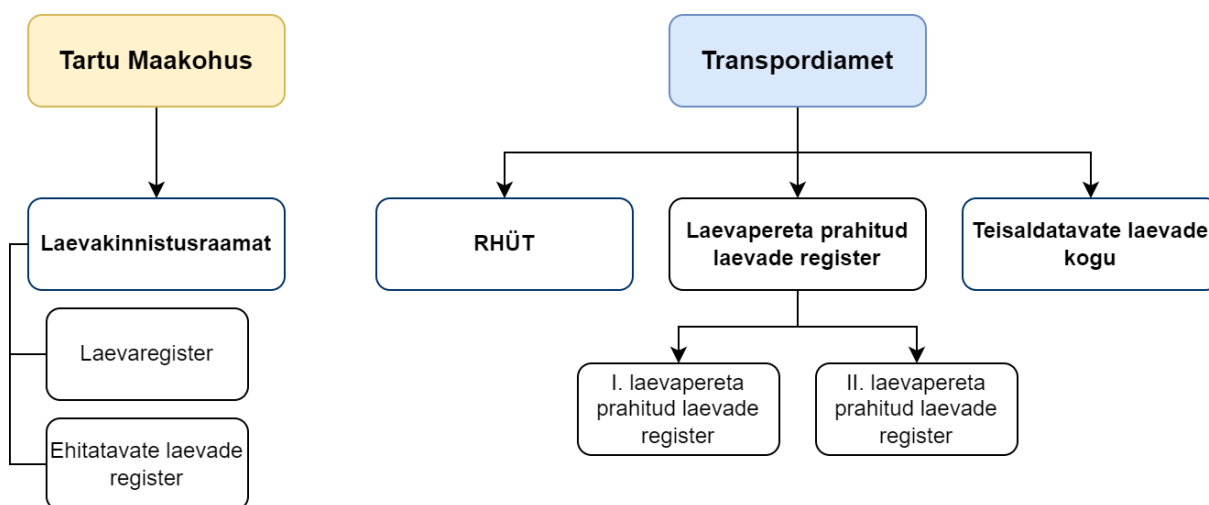 Tartu Maakohus
Transpordiamet
Laevakinnistusraamat
RHÜT
Laevapereta prahitud
laevade register
Teisaldatavate laevade
kogu
Laevaregister
Ehitatavate laevade
register
I. laevapereta
prahitud laevade
register
II. laevapereta
prahitud laevade
register